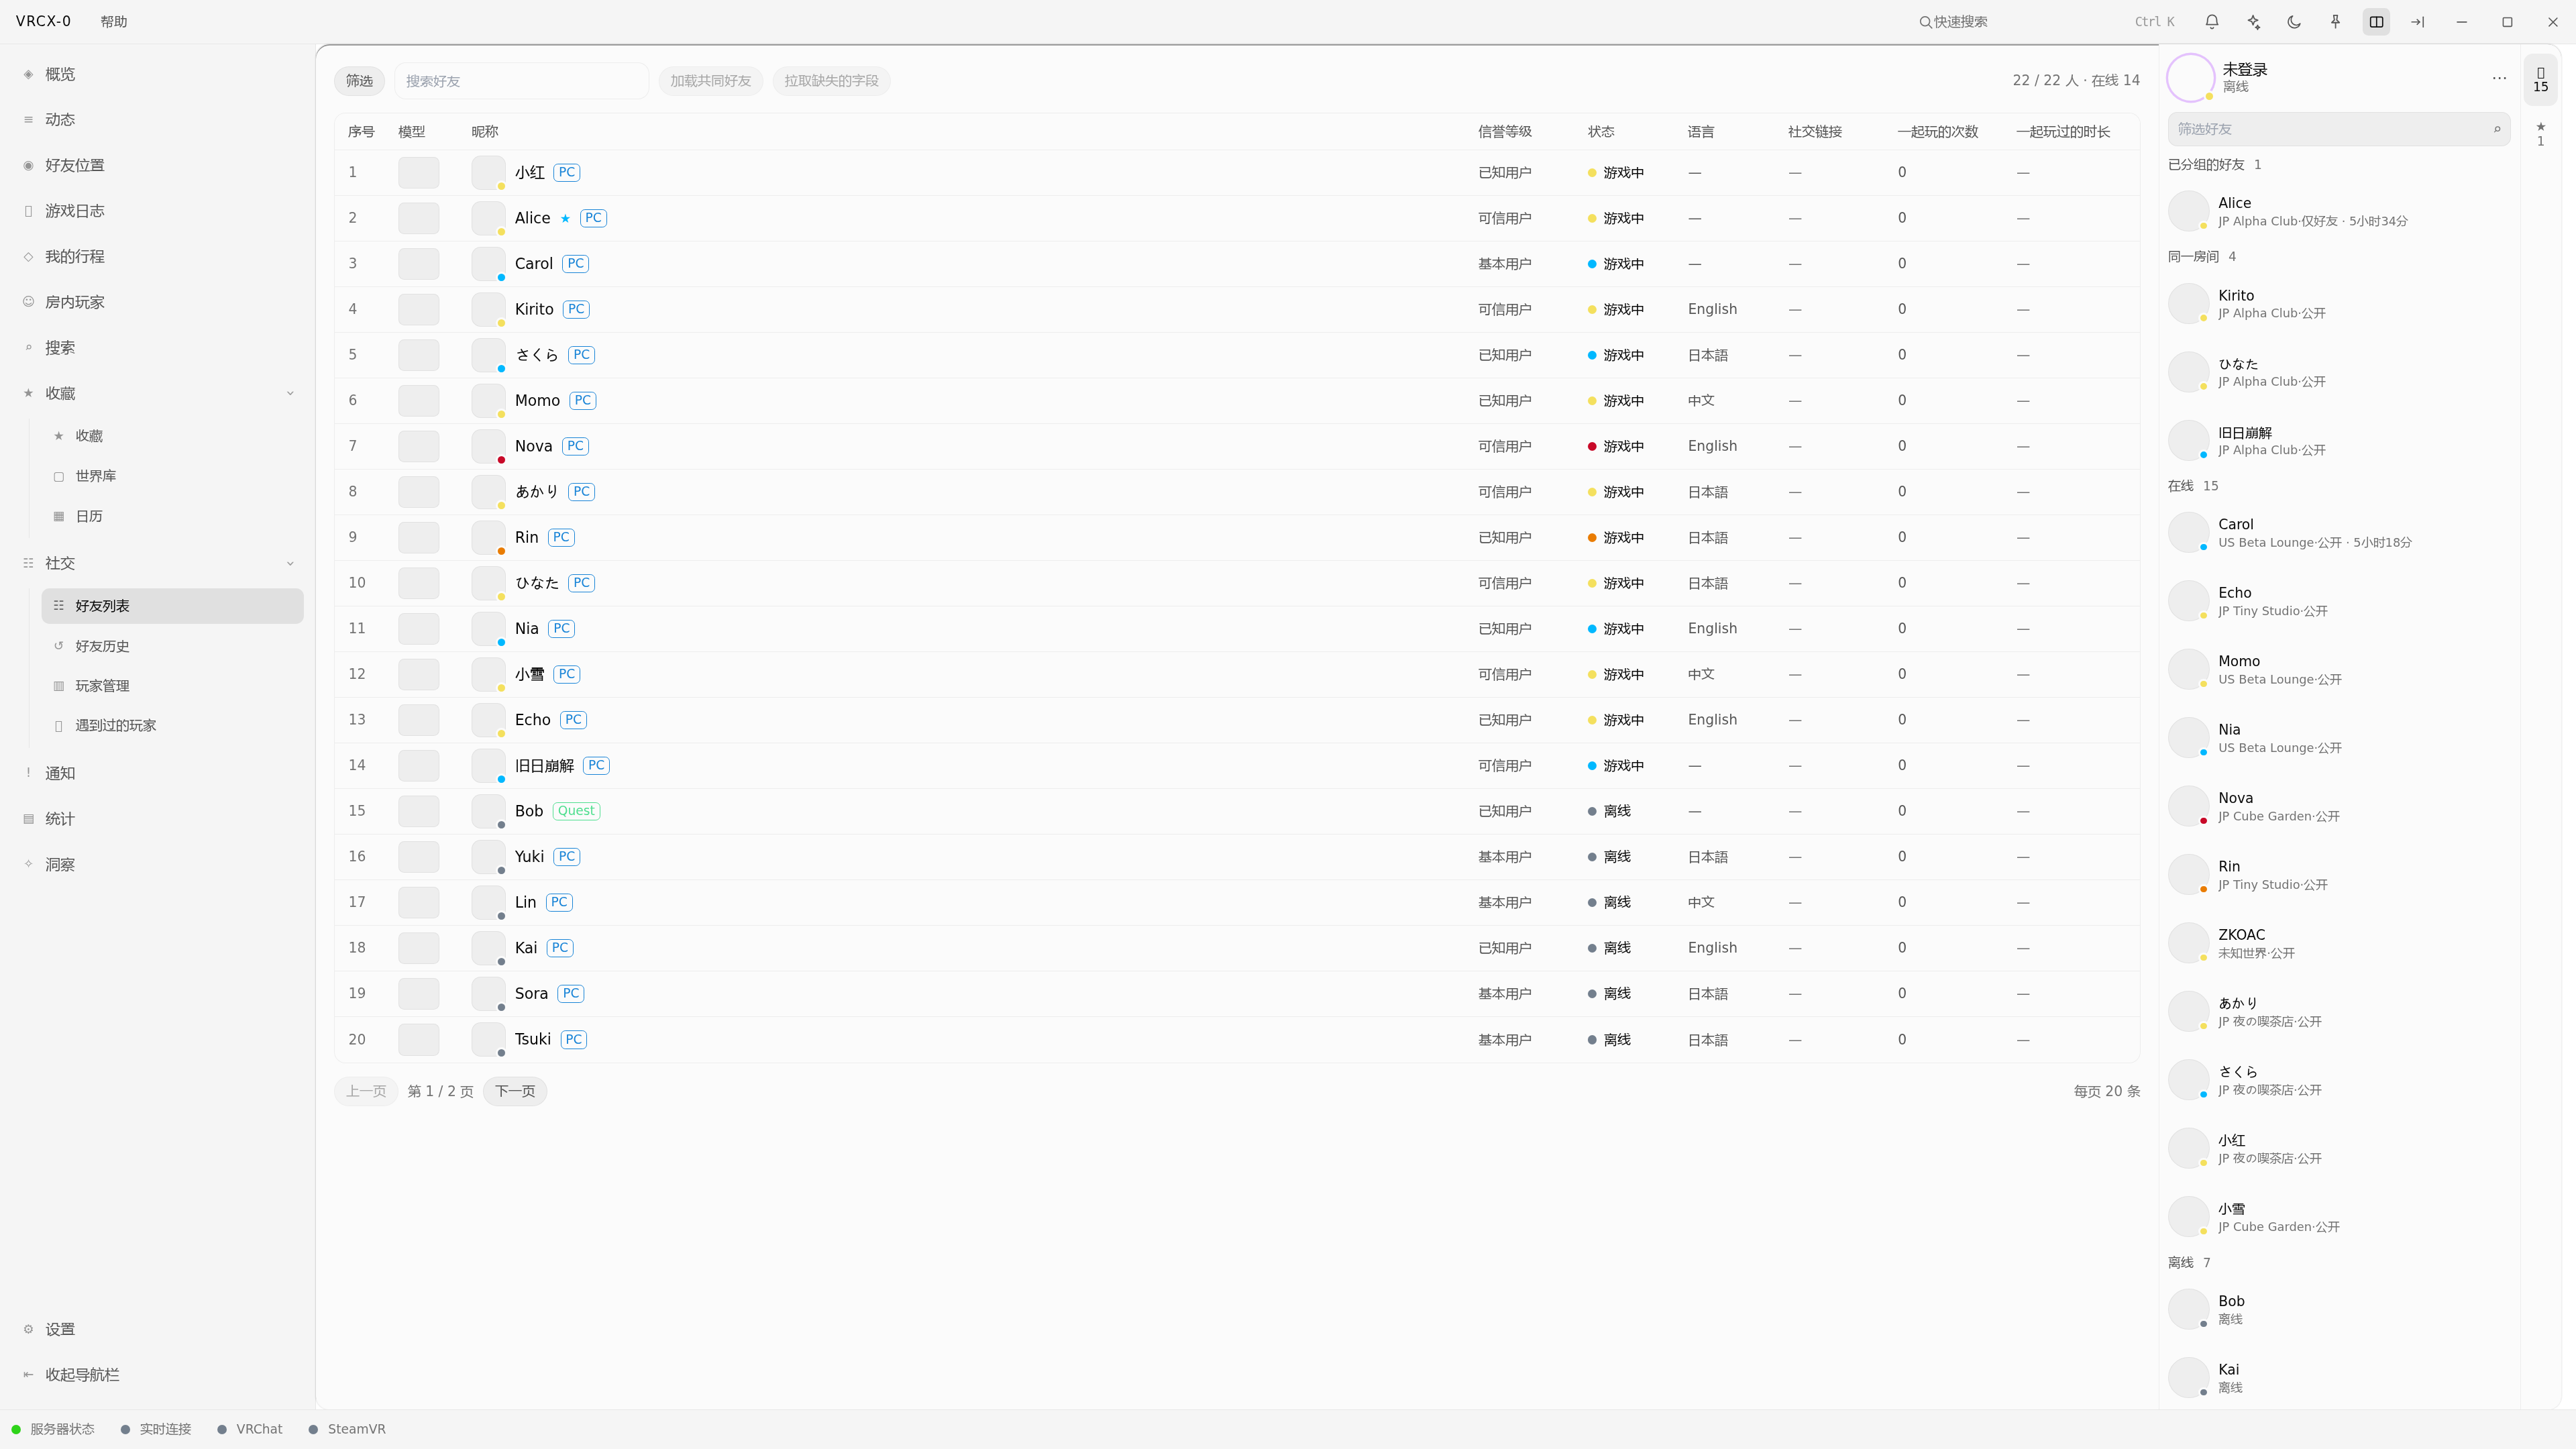 VRCX-0 帮助 快速搜索 Ctrl K
概览
动态
好友位置
游戏日志
我的行程
房内玩家
搜索
收藏
收藏
世界库
日历
社交
好友列表
好友历史
玩家管理
遇到过的玩家
通知
统计
洞察
设置
收起导航栏
筛选 搜索好友 加载共同好友 拉取缺失的字段 22 / 22 人 · 在线 14
序号 模型 昵称 信誉等级 状态 语言 社交链接 一起玩的次数 一起玩过的时长
1 小红 PC 已知用户 游戏中 — — 0 —
2 Alice ★ PC 可信用户 游戏中 — — 0 —
3 Carol PC 基本用户 游戏中 — — 0 —
4 Kirito PC 可信用户 游戏中 English — 0 —
5 さくら PC 已知用户 游戏中 日本語 — 0 —
6 Momo PC 已知用户 游戏中 中文 — 0 —
7 Nova PC 可信用户 游戏中 English — 0 —
8 あかり PC 可信用户 游戏中 日本語 — 0 —
9 Rin PC 已知用户 游戏中 日本語 — 0 —
10 ひなた PC 可信用户 游戏中 日本語 — 0 —
11 Nia PC 已知用户 游戏中 English — 0 —
12 小雪 PC 可信用户 游戏中 中文 — 0 —
13 Echo PC 已知用户 游戏中 English — 0 —
14 旧日崩解 PC 可信用户 游戏中 — — 0 —
15 Bob Quest 已知用户 离线 — — 0 —
16 Yuki PC 基本用户 离线 日本語 — 0 —
17 Lin PC 基本用户 离线 中文 — 0 —
18 Kai PC 已知用户 离线 English — 0 —
19 Sora PC 基本用户 离线 日本語 — 0 —
20 Tsuki PC 基本用户 离线 日本語 — 0 —
上一页 第 1 / 2 页 下一页 每页 20 条
未登录
离线
筛选好友
已分组的好友 1
Alice
JP Alpha Club·仅好友 · 5小时34分
同一房间 4
Kirito
JP Alpha Club·公开
ひなた
JP Alpha Club·公开
旧日崩解
JP Alpha Club·公开
在线 15
Carol
US Beta Lounge·公开 · 5小时18分
Echo
JP Tiny Studio·公开
Momo
US Beta Lounge·公开
Nia
US Beta Lounge·公开
Nova
JP Cube Garden·公开
Rin
JP Tiny Studio·公开
ZKOAC
未知世界·公开
あかり
JP 夜の喫茶店·公开
さくら
JP 夜の喫茶店·公开
小红
JP 夜の喫茶店·公开
小雪
JP Cube Garden·公开
离线 7
Bob
离线
Kai
离线
15
★
1
服务器状态 实时连接 VRChat SteamVR